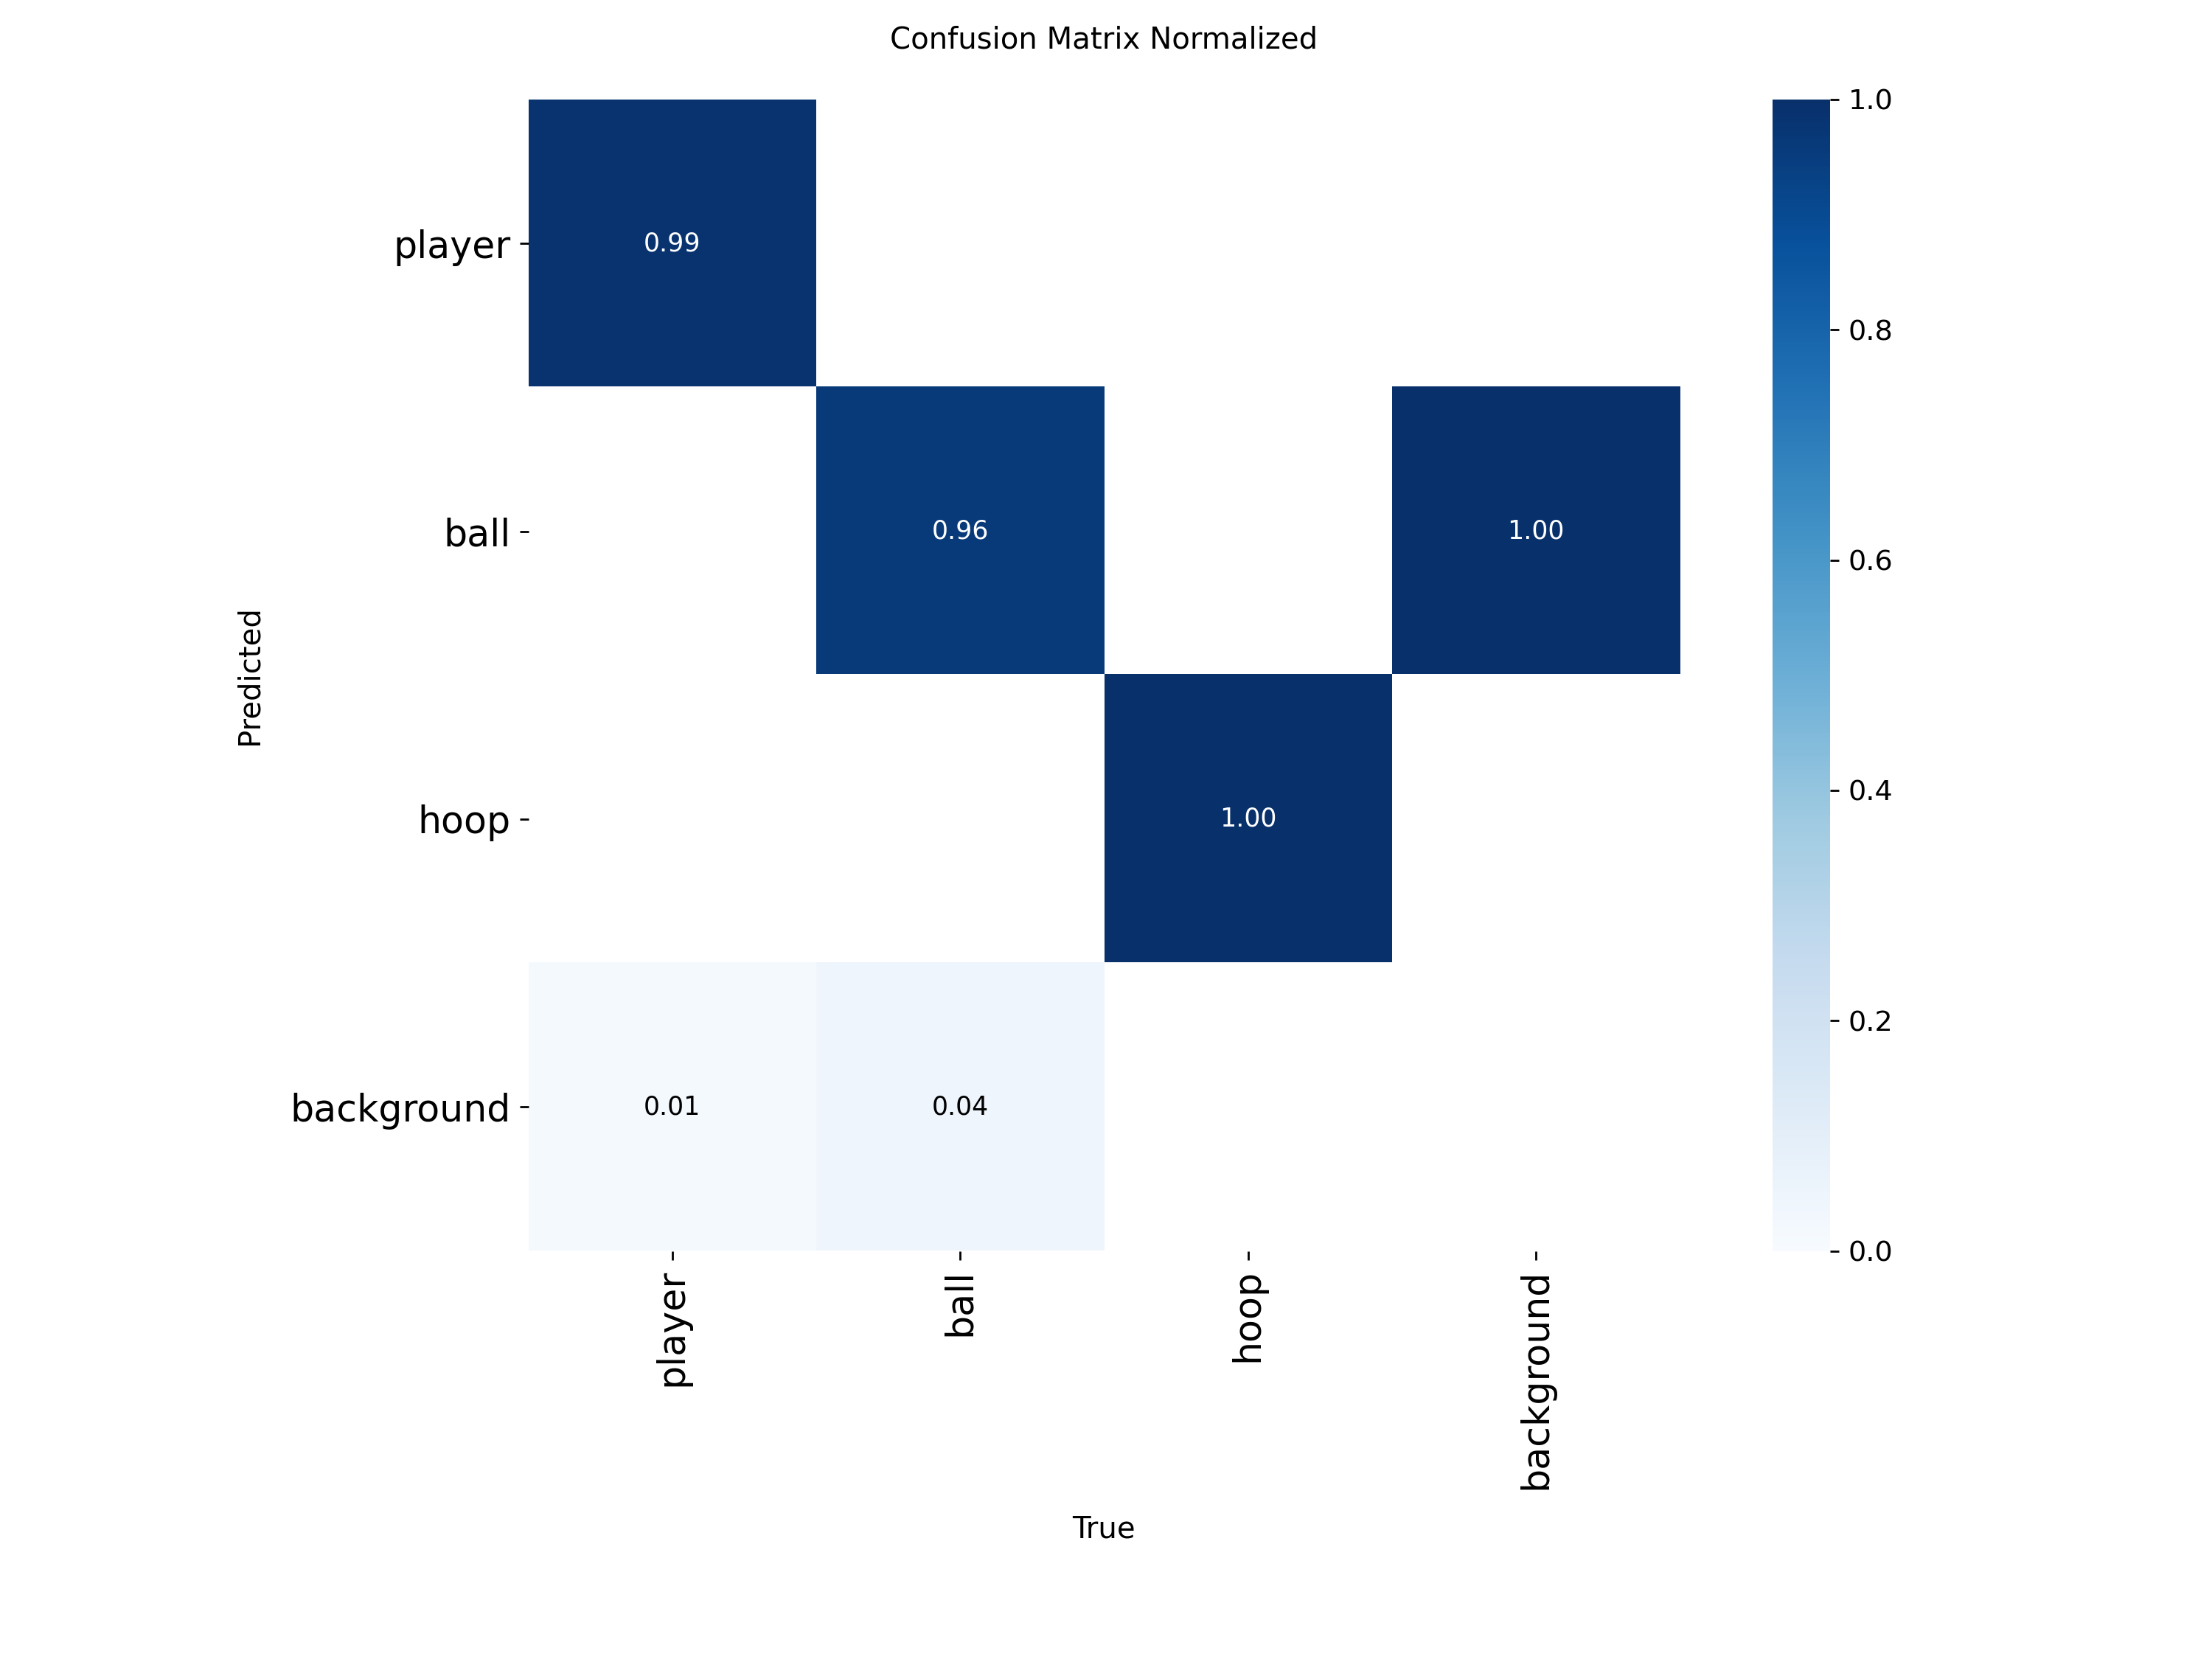 Confusion Matrix Normalized
player
0.99
ball
0.96
1.00
hoop
1.00
background
0.01
0.04
player
ball
hoop
background
Predicted
True
1.0
0.8
0.6
0.4
0.2
0.0